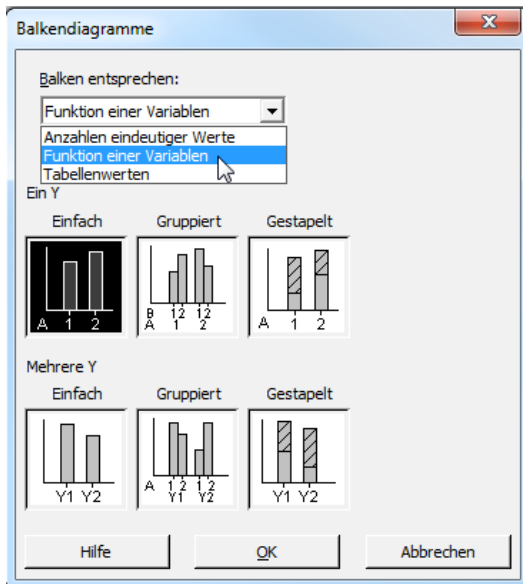 Balkendiagramme
Balken entsprechen:
Funktion einer Variablen
Anzahlen eindeutiger Werte
Funktion einer Variablen
Tabellenwerten
Ein Y
Einfach Gruppiert Gestapelt
A 1 2
B 1 2 1 2
A 1 2
A 1 2
Mehrere Y
Einfach Gruppiert Gestapelt
Y1 Y2
A 1 2 1 2
Y1 Y2
Y1 Y2
Hilfe OK Abbrechen